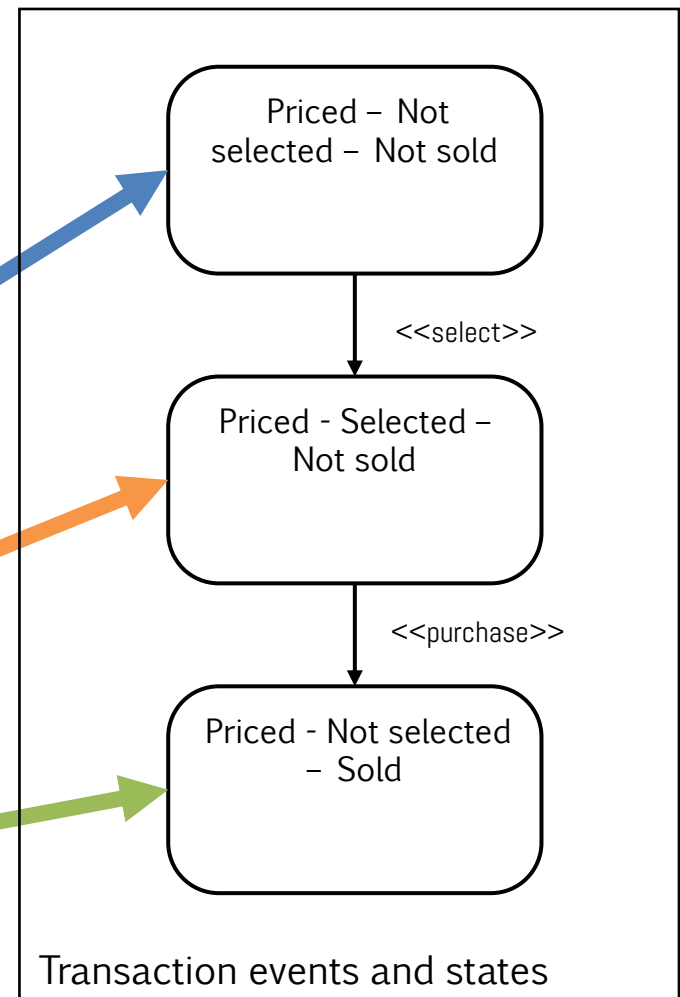 Priced – Not
selected – Not sold
<<select>>
Priced - Selected –
Not sold
<<purchase>>
Priced - Not selected
– Sold
Transaction events and states